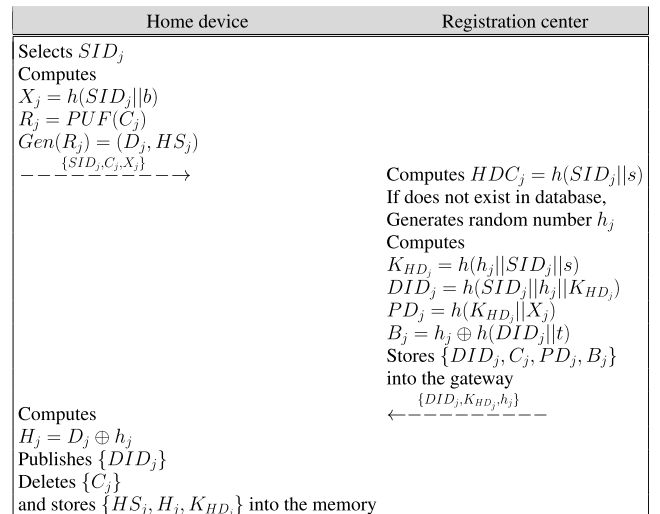 Home device Registration center
Selects SID_j
Computes
X_j = h(SID_j||b)
R_j = PUF(C_j)
Gen(R_j) = (D_j, HS_j)
{SID_j,C_j,X_j}
−−−−−−−−−−→
Computes HDC_j = h(SID_j||s)
If does not exist in database,
Generates random number h_j
Computes
K_{HD_j} = h(h_j||SID_j||s)
DID_j = h(SID_j||h_j||K_{HD_j})
PD_j = h(K_{HD_j}||X_j)
B_j = h_j ⊕ h(DID_j||t)
Stores {DID_j, C_j, PD_j, B_j}
into the gateway
{DID_j,K_{HD_j},h_j}
←−−−−−−−−−−
Computes
H_j = D_j ⊕ h_j
Publishes {DID_j}
Deletes {C_j}
and stores {HS_j, H_j, K_{HD_j}} into the memory